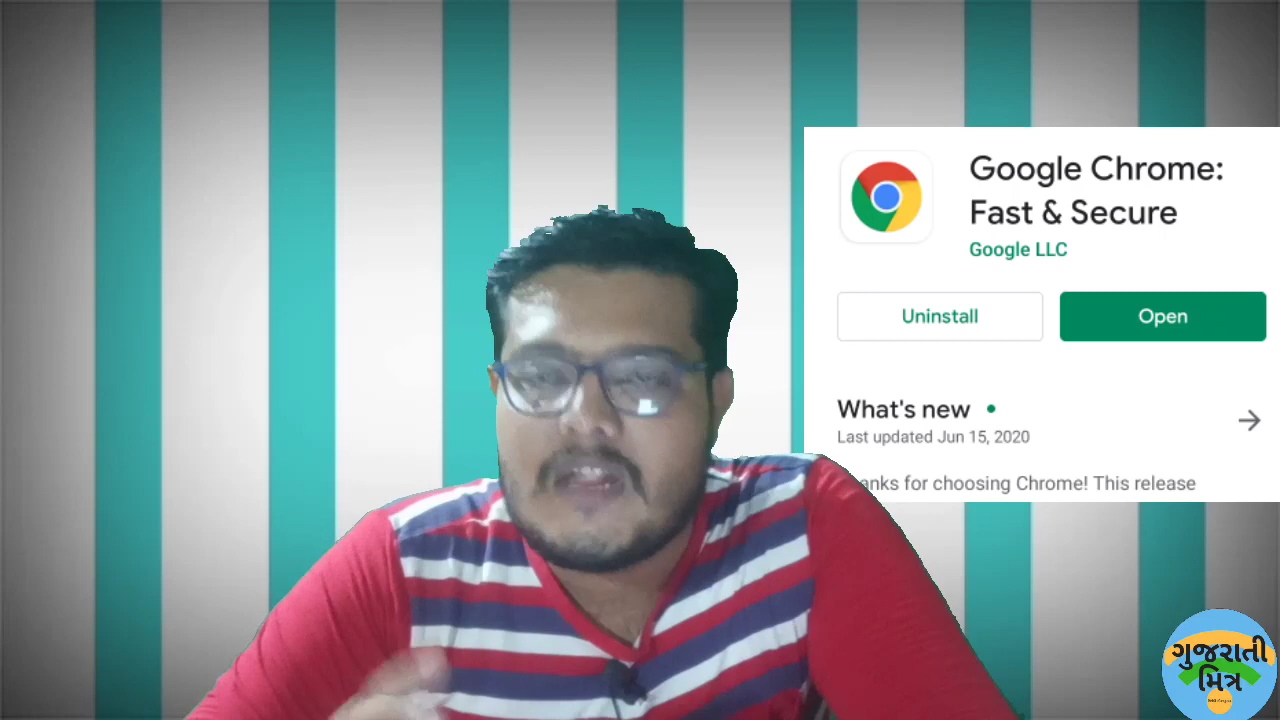 Google Chrome:
Fast & Secure
Google LLC
Uninstall
Open
What's new
Last updated Jun 15, 2020
anks for choosing Chrome! This release
ગુજરાતી
મિત્ર